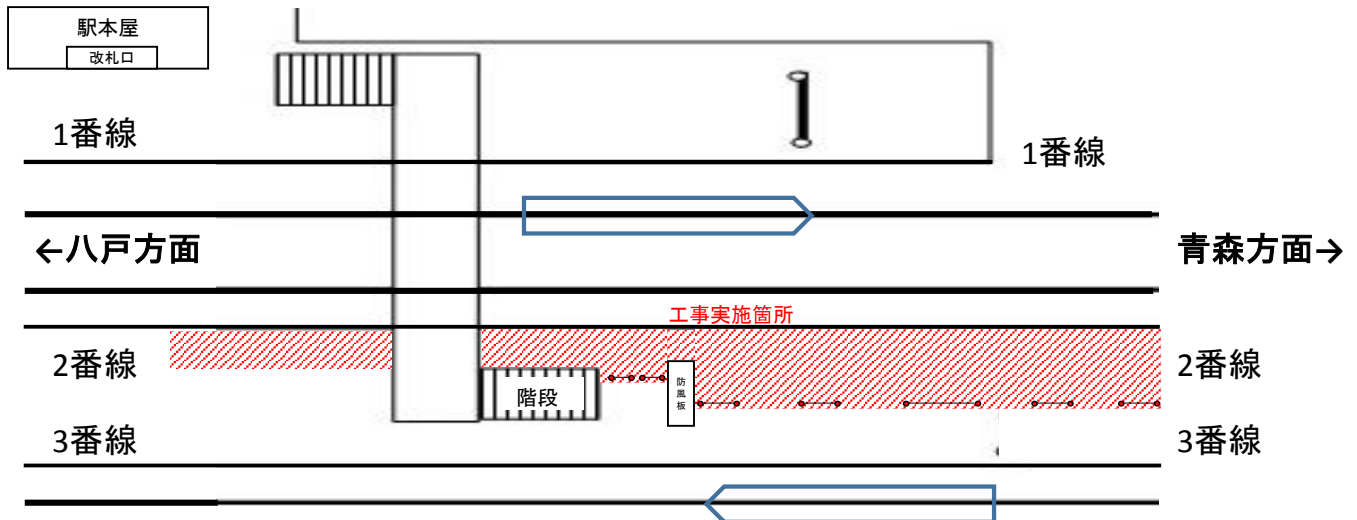 駅本屋
改札口
1番線
1番線
←八戸方面
青森方面→
工事実施箇所
2番線
2番線
防風板
階段
3番線
3番線